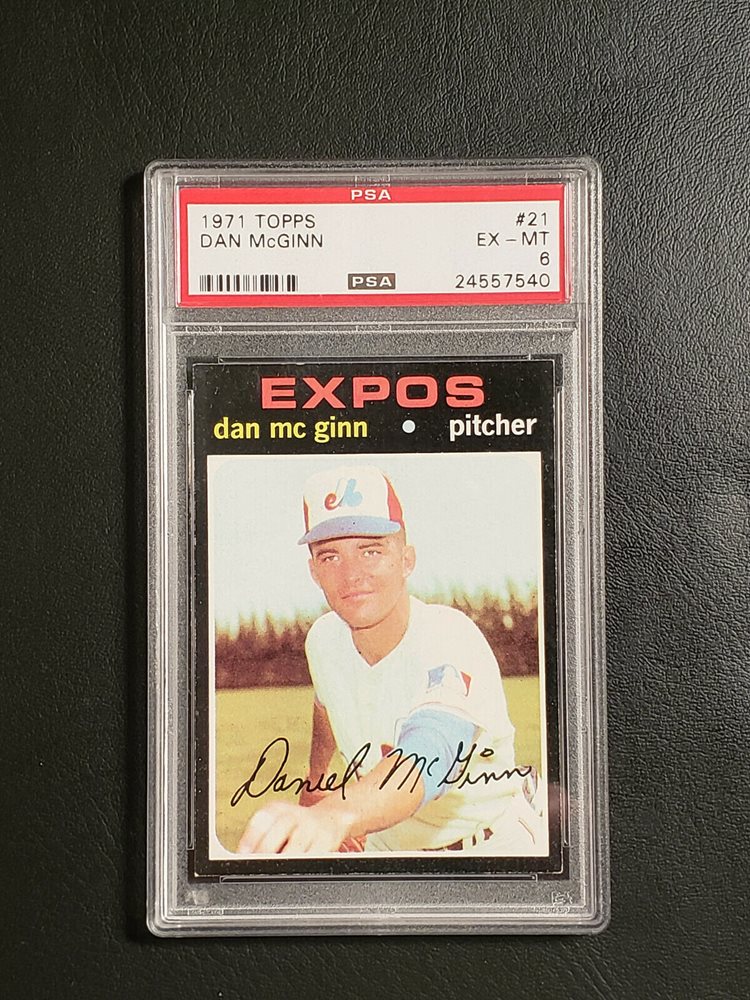 PSA
1971 TOPPS #21
DAN McGINN EX - MT
6
PSA 24557540
EXPOS
dan mc ginn • pitcher
Daniel McGinn